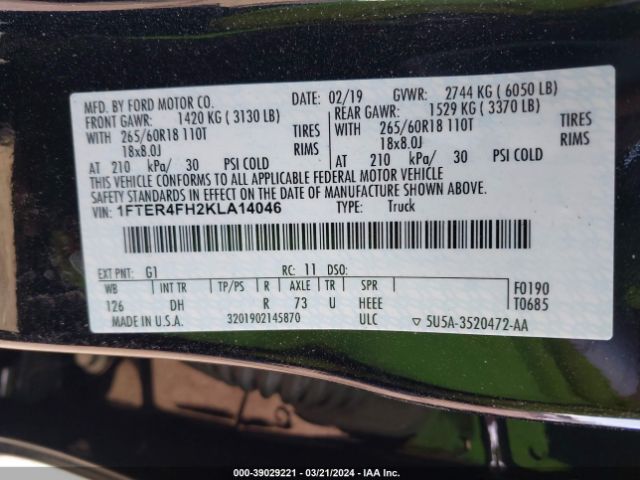 MFD. BY FORD MOTOR CO. DATE: 02/19 GVWR: 2744 KG ( 6050 LB)
FRONT GAWR: 1420 KG ( 3130 LB) REAR GAWR: 1529 KG ( 3370 LB)
WITH 265/60R18 110T TIRES WITH 265/60R18 110T TIRES
18x8.0J RIMS 18x8.0J RIMS
AT 210 kPa/ 30 PSI COLD AT 210 kPa/ 30 PSI COLD
THIS VEHICLE CONFORMS TO ALL APPLICABLE FEDERAL MOTOR VEHICLE
SAFETY STANDARDS IN EFFECT ON THE DATE OF MANUFACTURE SHOWN ABOVE.
VIN: 1FTER4FH2KLA14046 TYPE: Truck
EXT PNT: G1 RC: 11 DSO:
WB INT TR TP/PS R AXLE TR SPR F0190
126 DH R 73 U HEEE T0685
MADE IN U.S.A. 3201902145870 ULC ▽ 5U5A-3520472-AA
000-39029221 - 03/21/2024 - IAA Inc.